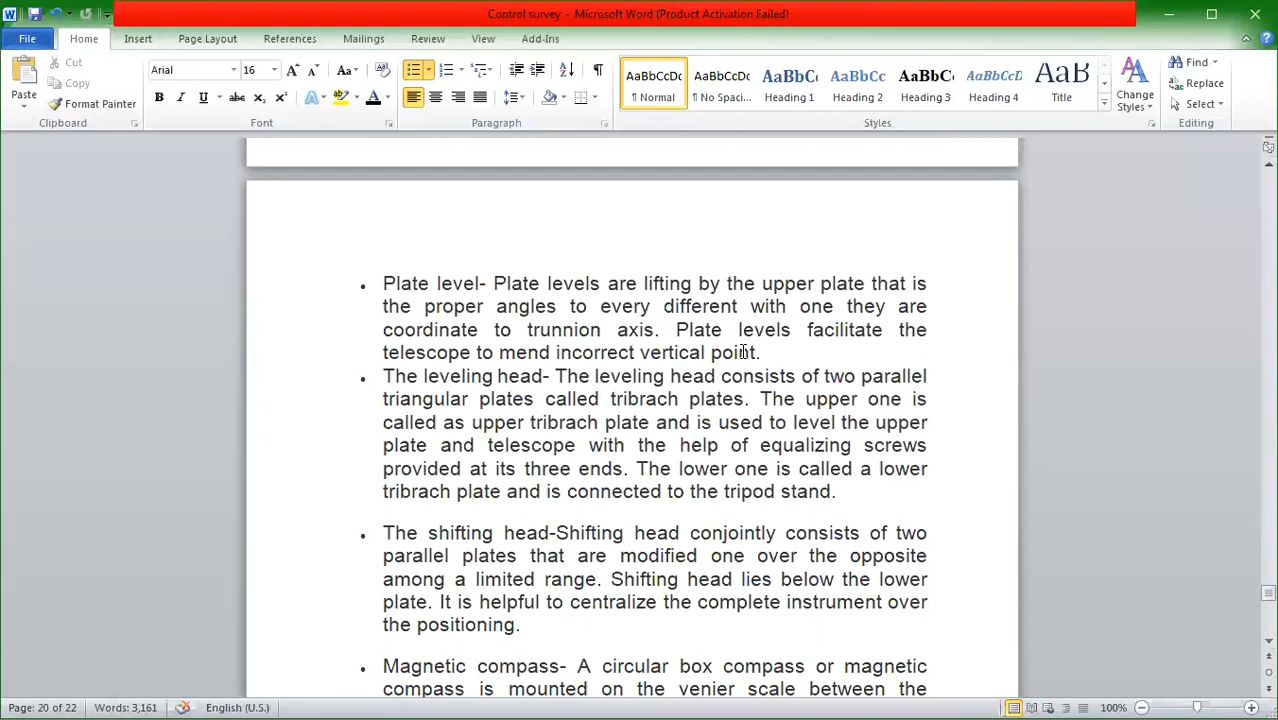 Control survey - Microsoft Word (Product Activation Failed)
File Home Insert Page Layout References Mailings Review View Add-Ins
Cut
Copy
Format Painter
Paste
Clipboard
Arial 16
Font
Paragraph
AaBbCcDc
¶ Normal
AaBbCcDc
¶ No Spaci...
AaBbC
Heading 1
AaBbCc
Heading 2
AaBbCc
Heading 3
AaBbCcD
Heading 4
AaB
Title
Change
Styles
Styles
Find
Replace
Select
Editing
• Plate level- Plate levels are lifting by the upper plate that is
the proper angles to every different with one they are
coordinate to trunnion axis. Plate levels facilitate the
telescope to mend incorrect vertical point.
• The leveling head- The leveling head consists of two parallel
triangular plates called tribrach plates. The upper one is
called as upper tribrach plate and is used to level the upper
plate and telescope with the help of equalizing screws
provided at its three ends. The lower one is called a lower
tribrach plate and is connected to the tripod stand.
• The shifting head-Shifting head conjointly consists of two
parallel plates that are modified one over the opposite
among a limited range. Shifting head lies below the lower
plate. It is helpful to centralize the complete instrument over
the positioning.
• Magnetic compass- A circular box compass or magnetic
compass is mounted on the venier scale between the
Page: 20 of 22 Words: 3,161 English (U.S.) 100%